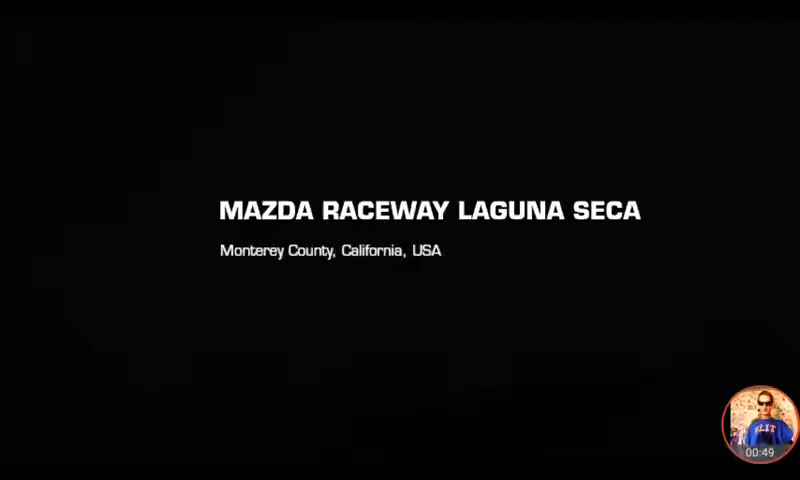 MAZDA RACEWAY LAGUNA SECA
Monterey County, California, USA
00:49